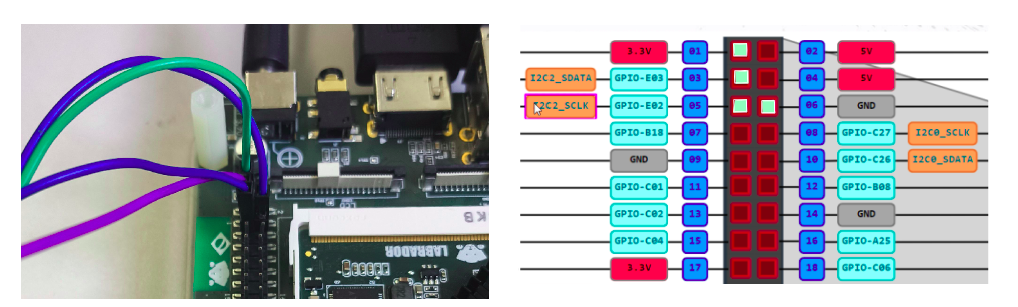 KB
LABRADOR
3.3V 01 02 5V
I2C2_SDATA GPIO-E03 03 04 5V
I2C2_SCLK GPIO-E02 05 06 GND
GPIO-B18 07 08 GPIO-C27 I2C0_SCLK
GND 09 10 GPIO-C26 I2C0_SDATA
GPIO-C01 11 12 GPIO-B08
GPIO-C02 13 14 GND
GPIO-C04 15 16 GPIO-A25
3.3V 17 18 GPIO-C06